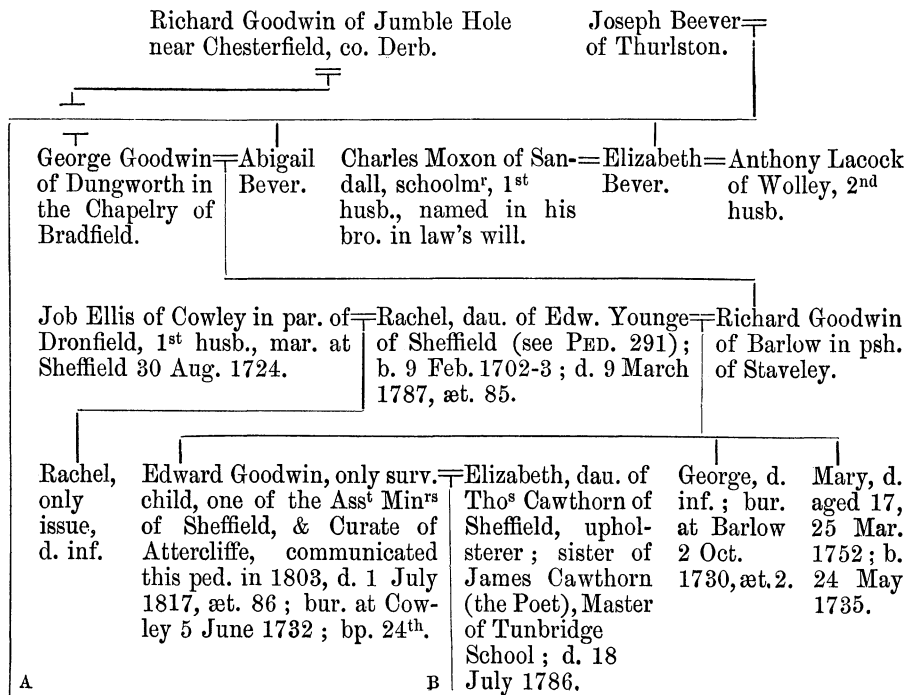 Richard Goodwin of Jumble Hole
near Chesterfield, co. Derb.
Joseph Beever
of Thurlston.
George Goodwin
of Dungworth in
the Chapelry of
Bradfield.
Abigail
Bever.
Charles Moxon of San-
dall, schoolmʳ, 1ˢᵗ
husb., named in his
bro. in law's will.
Elizabeth
Bever.
Anthony Lacock
of Wolley, 2ⁿᵈ
husb.
Job Ellis of Cowley in par. of
Dronfield, 1ˢᵗ husb., mar. at
Sheffield 30 Aug. 1724.
Rachel, dau. of Edw. Younge
of Sheffield (see PED. 291);
b. 9 Feb. 1702-3; d. 9 March
1787, æt. 85.
Richard Goodwin
of Barlow in psh.
of Staveley.
Rachel,
only
issue,
d. inf.
Edward Goodwin, only surv.
child, one of the Assᵗ Minʳˢ
of Sheffield, & Curate of
Attercliffe, communicated
this ped. in 1803, d. 1 July
1817, æt. 86; bur. at Cow-
ley 5 June 1732; bp. 24ᵗʰ.
Elizabeth, dau. of
Thoˢ Cawthorn of
Sheffield, uphol-
sterer; sister of
James Cawthorn
(the Poet), Master
of Tunbridge
School; d. 18
July 1786.
George, d.
inf.; bur.
at Barlow
2 Oct.
1730, æt. 2.
Mary, d.
aged 17,
25 Mar.
1752; b.
24 May
1735.
A
B